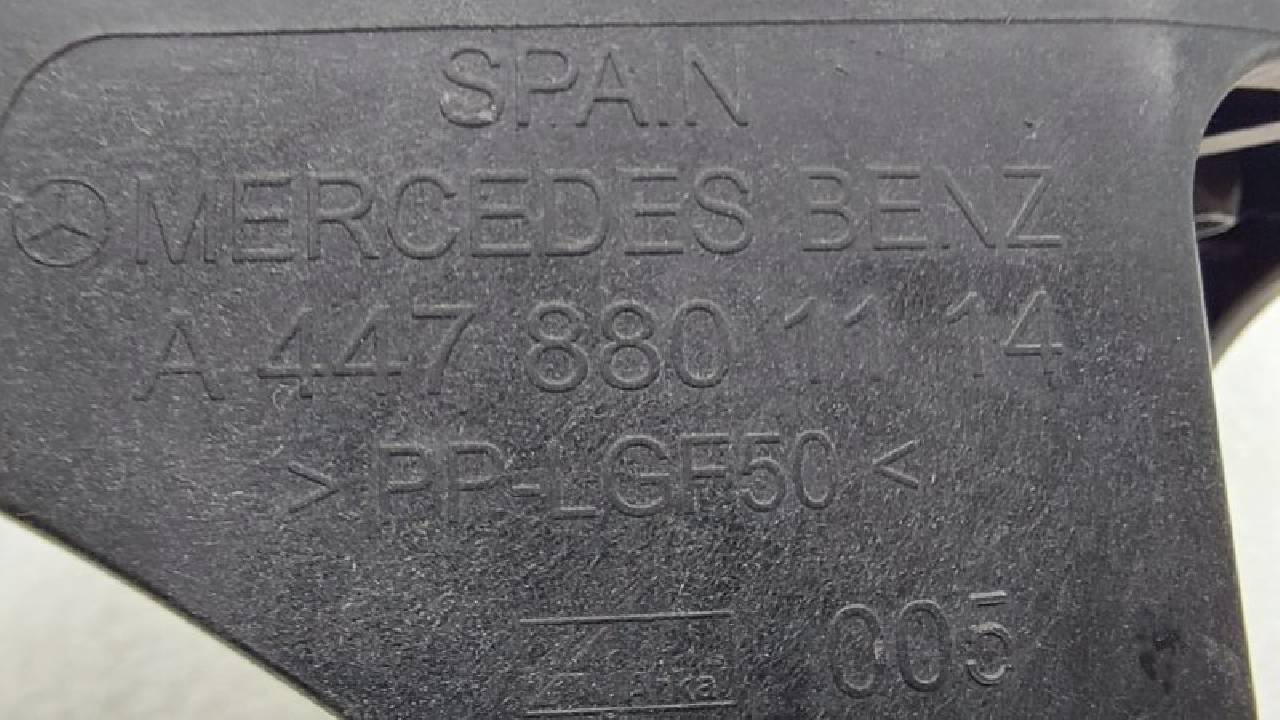 SPAIN
MERCEDES BENZ
A 447 880 11 14
>PP-LGF50<
005